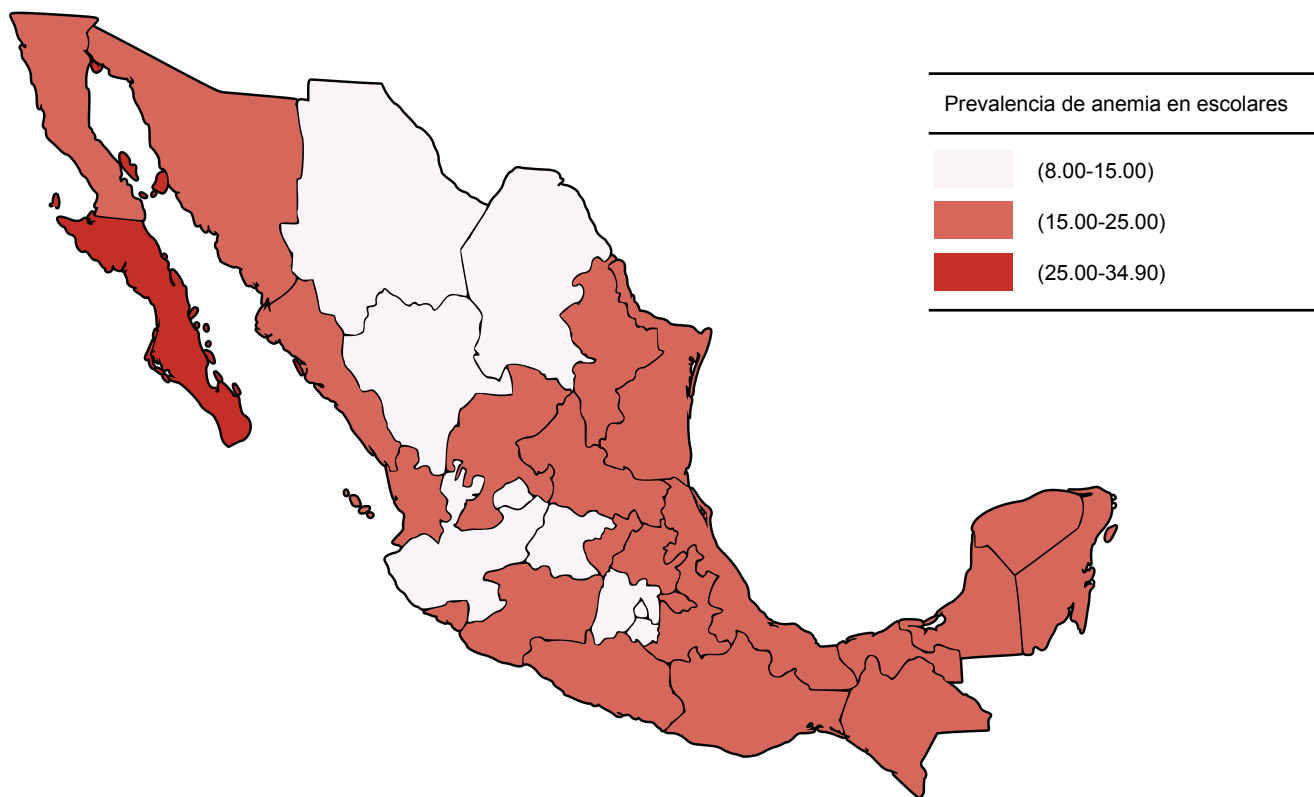 Prevalencia de anemia en escolares
(8.00-15.00)
(15.00-25.00)
(25.00-34.90)